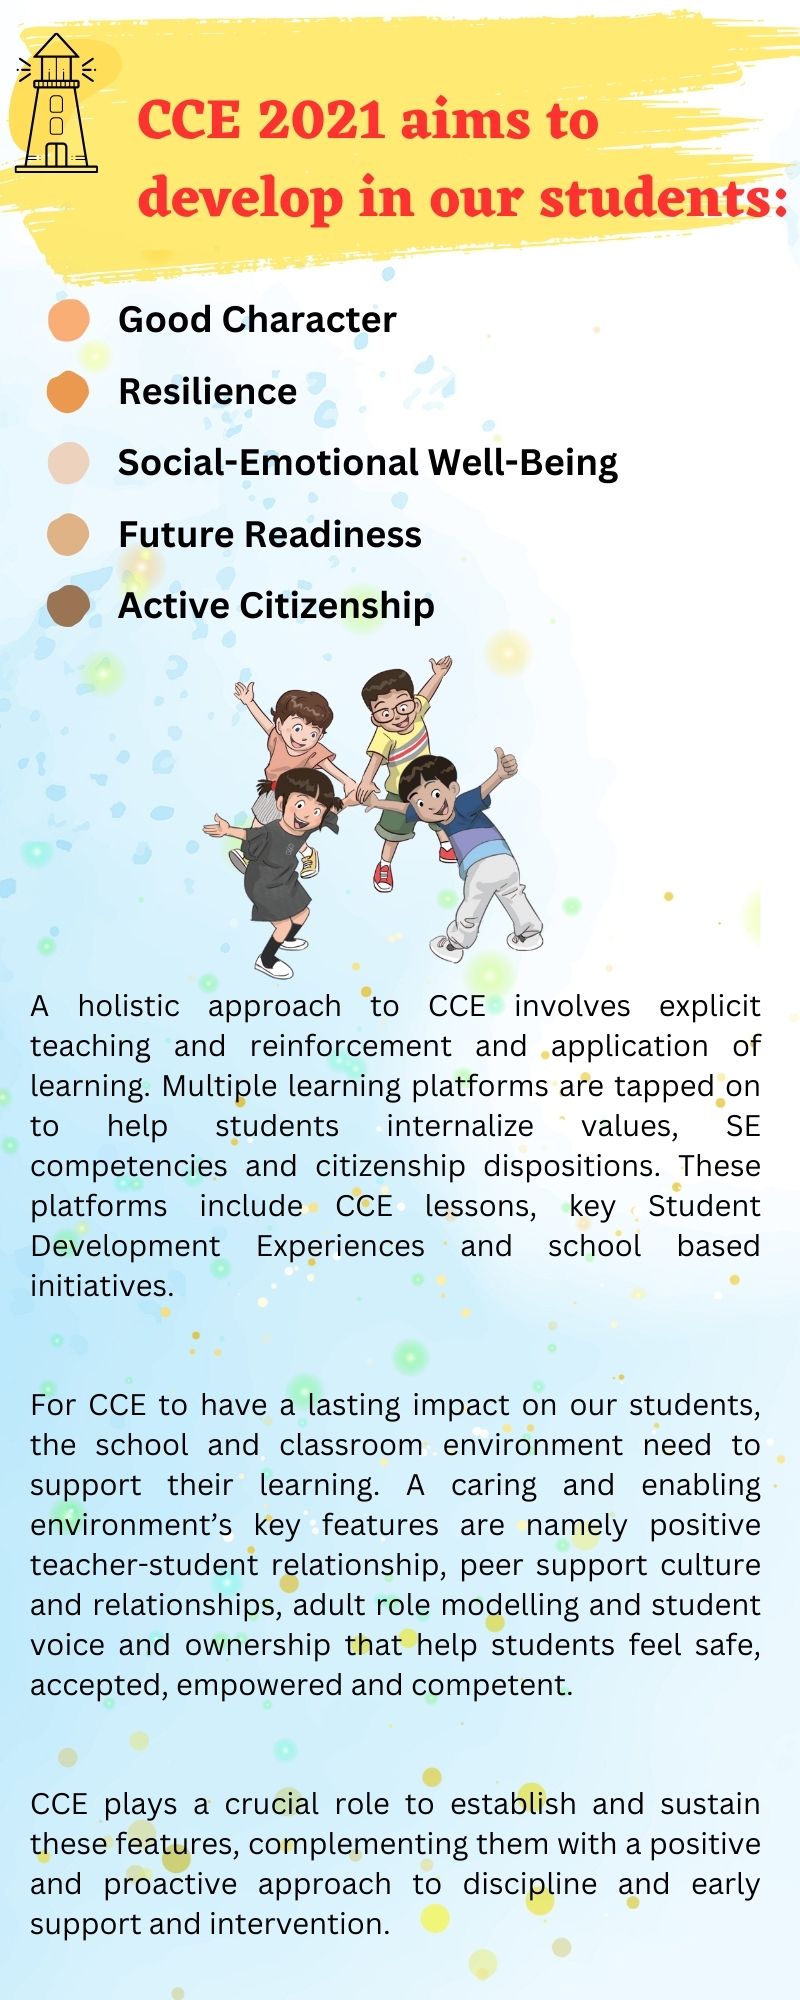 CCE 2021 aims to
develop in our students:
Good Character
Resilience
Social-Emotional Well-Being
Future Readiness
Active Citizenship
A holistic approach to CCE involves explicit
teaching and reinforcement and application of
learning. Multiple learning platforms are tapped on
to help students internalize values, SE
competencies and citizenship dispositions. These
platforms include CCE lessons, key Student
Development Experiences and school based
initiatives.
For CCE to have a lasting impact on our students,
the school and classroom environment need to
support their learning. A caring and enabling
environment’s key features are namely positive
teacher-student relationship, peer support culture
and relationships, adult role modelling and student
voice and ownership that help students feel safe,
accepted, empowered and competent.
CCE plays a crucial role to establish and sustain
these features, complementing them with a positive
and proactive approach to discipline and early
support and intervention.